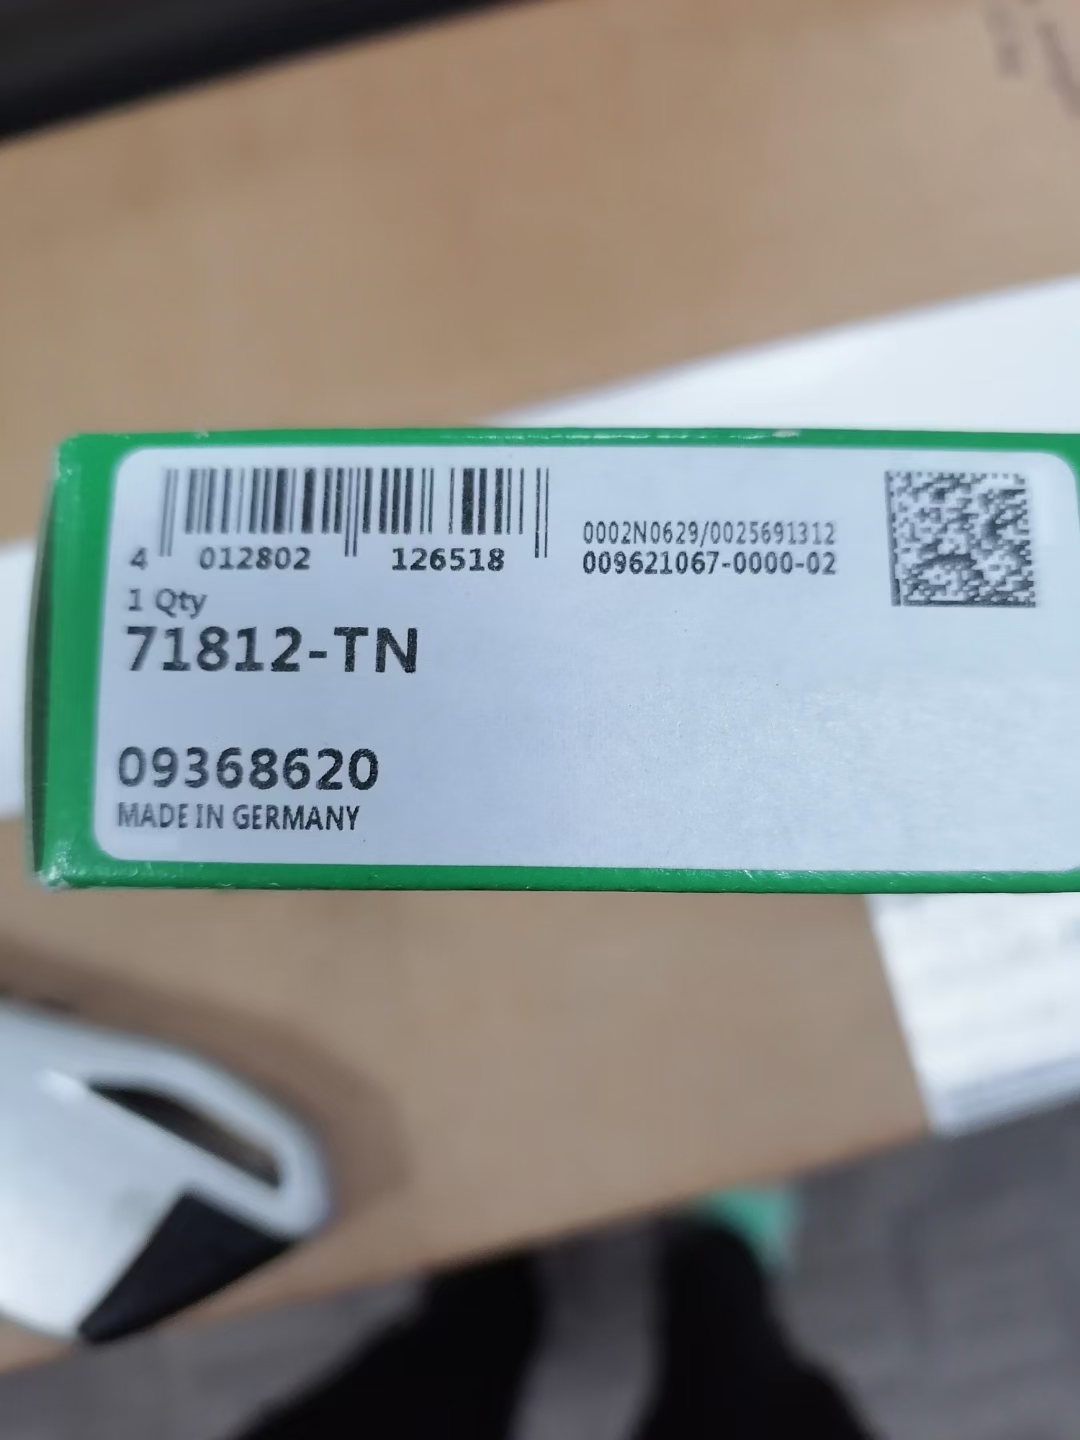 4 012802 126518
0002N0629/0025691312
009621067-0000-02
1 Qty
71812-TN
09368620
MADE IN GERMANY